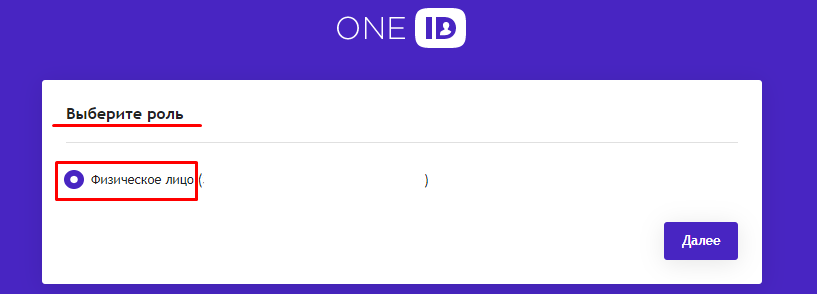 ONE ID
Выберите роль
Физическое лицо ( )
Далее